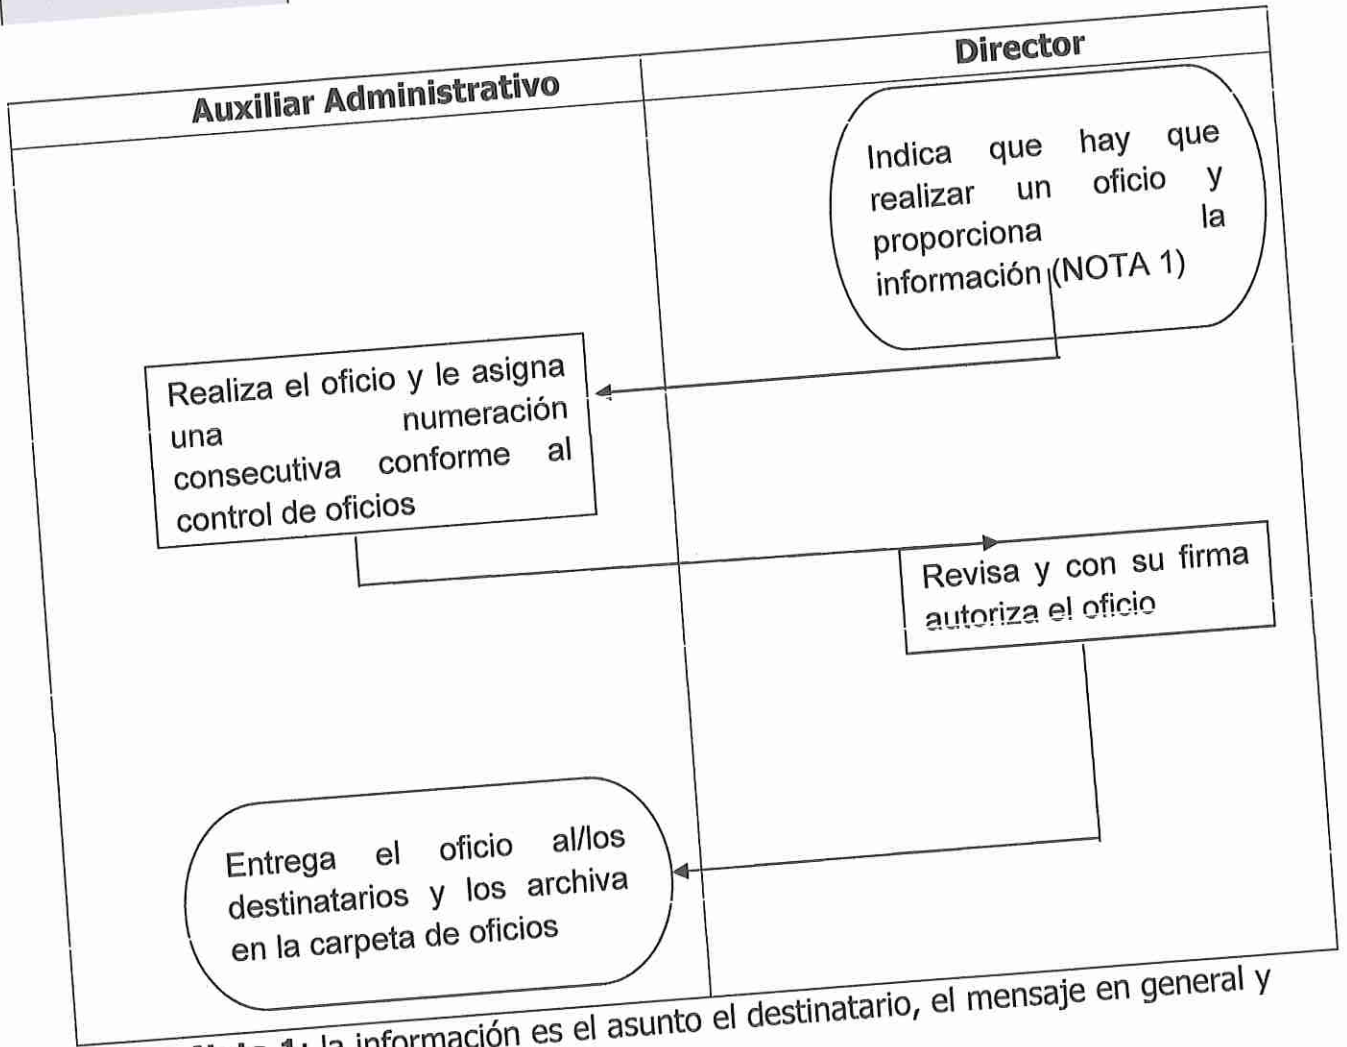 Auxiliar Administrativo
Director
Indica que hay que
realizar un oficio y
proporciona la
información (NOTA 1)
Realiza el oficio y le asigna
una numeración
consecutiva conforme al
control de oficios
Revisa y con su firma
autoriza el oficio
Entrega el oficio al/los
destinatarios y los archiva
en la carpeta de oficios
Nota 1: la información es el asunto el destinatario, el mensaje en general y